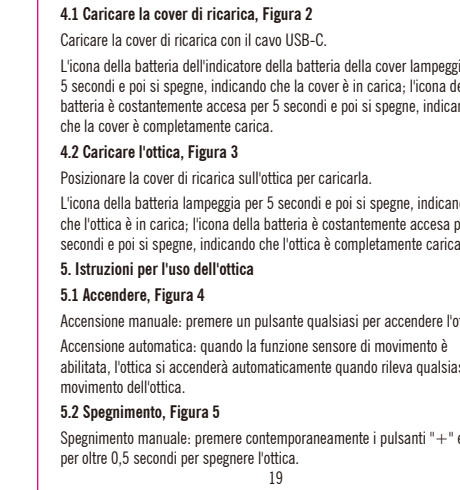 4.1 Caricare la cover di ricarica, Figura 2
Caricare la cover di ricarica con il cavo USB-C.
L'icona della batteria dell'indicatore della batteria della cover lampeggi
5 secondi e poi si spegne, indicando che la cover è in carica; l'icona de
batteria è costantemente accesa per 5 secondi e poi si spegne, indicar
che la cover è completamente carica.
4.2 Caricare l'ottica, Figura 3
Posizionare la cover di ricarica sull'ottica per caricarla.
L'icona della batteria lampeggia per 5 secondi e poi si spegne, indican
che l'ottica è in carica; l'icona della batteria è costantemente accesa p
secondi e poi si spegne, indicando che l'ottica è completamente carica
5. Istruzioni per l'uso dell'ottica
5.1 Accendere, Figura 4
Accensione manuale: premere un pulsante qualsiasi per accendere l'o
Accensione automatica: quando la funzione sensore di movimento è
abilitata, l'ottica si accenderà automaticamente quando rileva qualsia
movimento dell'ottica.
5.2 Spegnimento, Figura 5
Spegnimento manuale: premere contemporaneamente i pulsanti "+" e
per oltre 0,5 secondi per spegnere l'ottica.
19